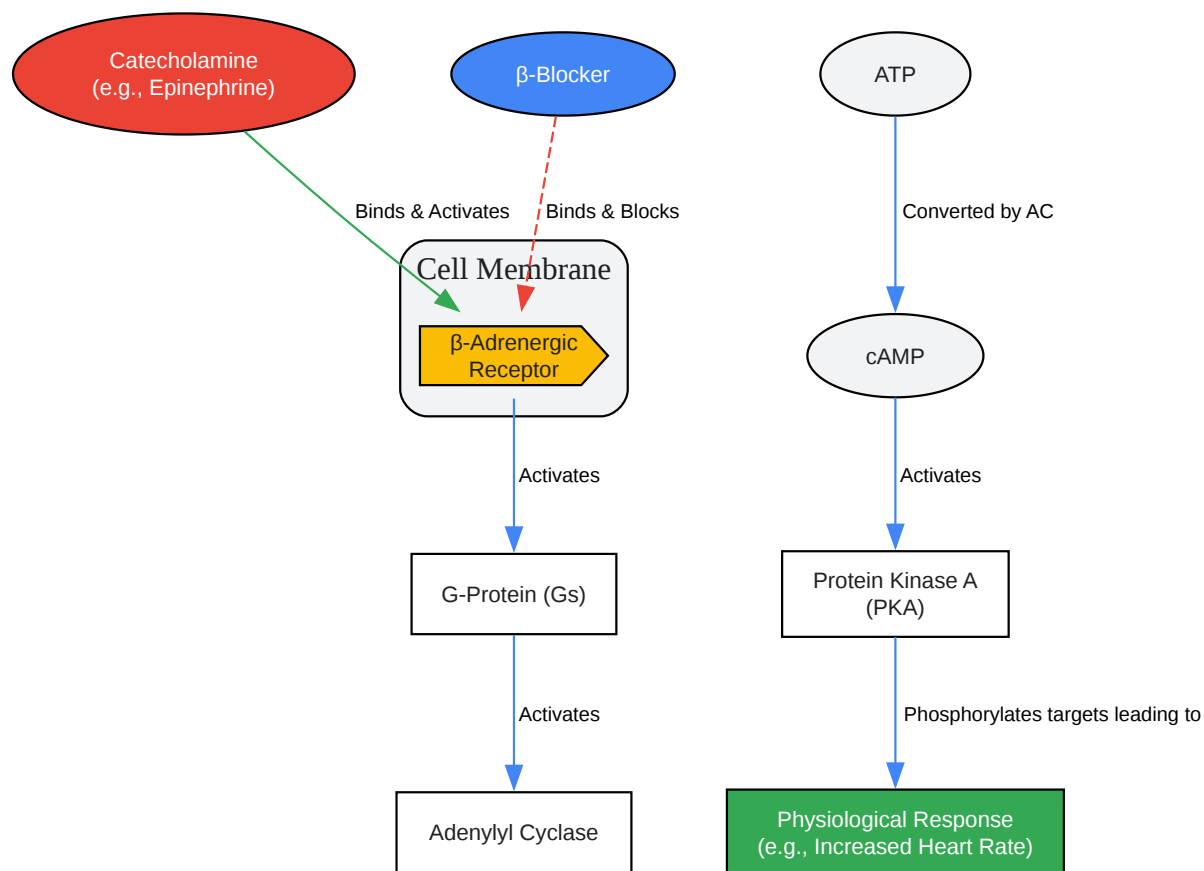 Catecholamine
(e.g., Epinephrine)
β-Blocker
ATP
Binds & Activates
Binds & Blocks
Converted by AC
Cell Membrane
β-Adrenergic
Receptor
cAMP
Activates
Activates
G-Protein (Gs)
Protein Kinase A
(PKA)
Activates
Phosphorylates targets leading to
Adenylyl Cyclase
Physiological Response
(e.g., Increased Heart Rate)